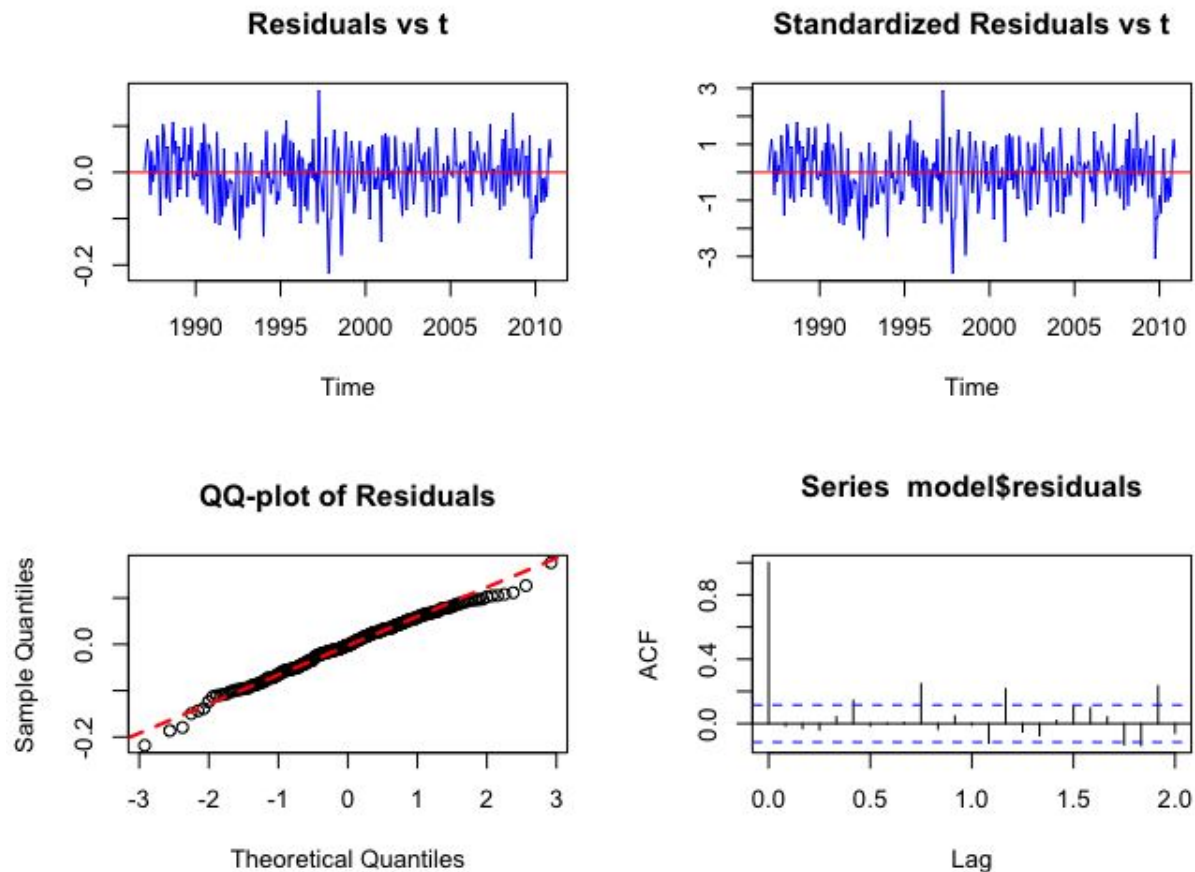 Residuals vs t
0.0
-0.2
1990 1995 2000 2005 2010
Time
Standardized Residuals vs t
3
1
-1
-3
1990 1995 2000 2005 2010
Time
QQ-plot of Residuals
Sample Quantiles
0.0
-0.2
-3 -2 -1 0 1 2 3
Theoretical Quantiles
Series model$residuals
ACF
0.8
0.4
0.0
0.0 0.5 1.0 1.5 2.0
Lag